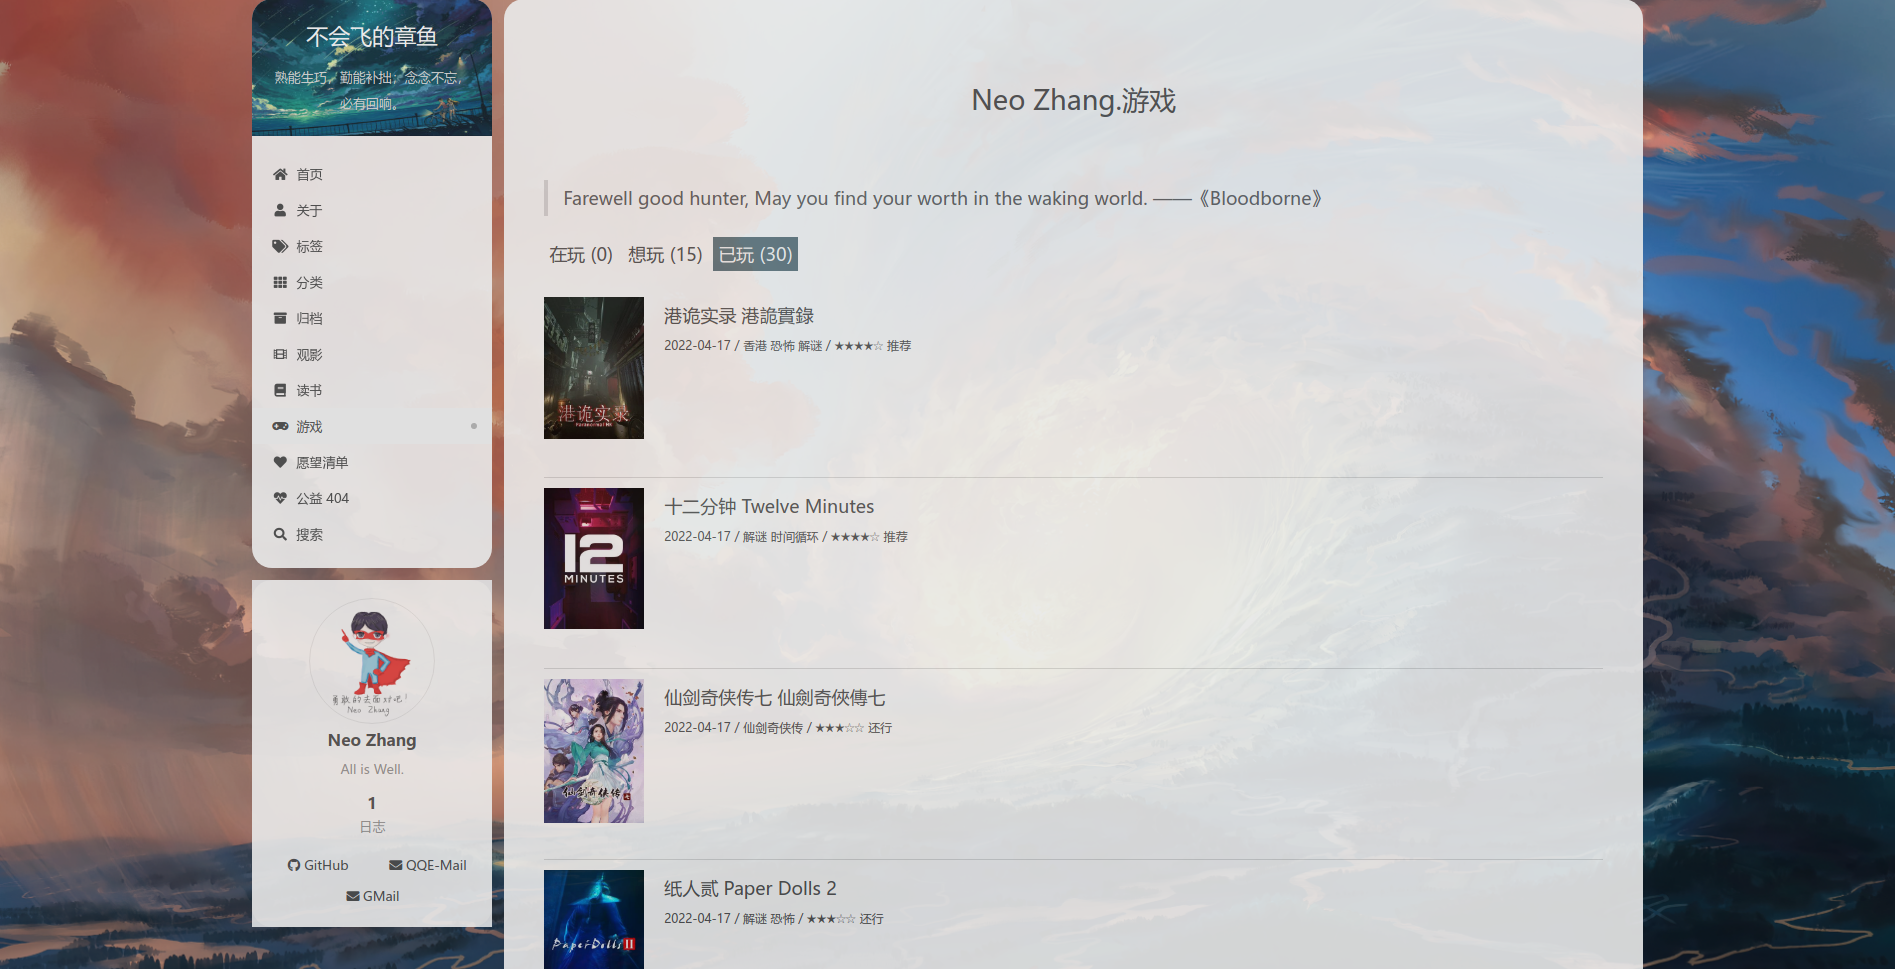 不会飞的章鱼
熟能生巧，勤能补拙；念念不忘，
必有回响。
首页
关于
标签
分类
归档
观影
读书
游戏
愿望清单
公益 404
搜索
勇敢的去面对吧！
Neo Zhang
Neo Zhang
All is Well.
1
日志
GitHub
QQE-Mail
GMail
Neo Zhang.游戏
Farewell good hunter, May you find your worth in the waking world. ——《Bloodborne》
在玩 (0) 想玩 (15) 已玩 (30)
港诡实录
Paranormal HK
港诡实录 港詭實錄
2022-04-17 / 香港 恐怖 解谜 / ★★★★☆ 推荐
12
MINUTES
十二分钟 Twelve Minutes
2022-04-17 / 解谜 时间循环 / ★★★★☆ 推荐
仙剑奇侠传七
仙剑奇侠传七 仙劍奇俠傳七
2022-04-17 / 仙剑奇侠传 / ★★★☆☆ 还行
PaperDolls II
纸人贰 Paper Dolls 2
2022-04-17 / 解谜 恐怖 / ★★★☆☆ 还行